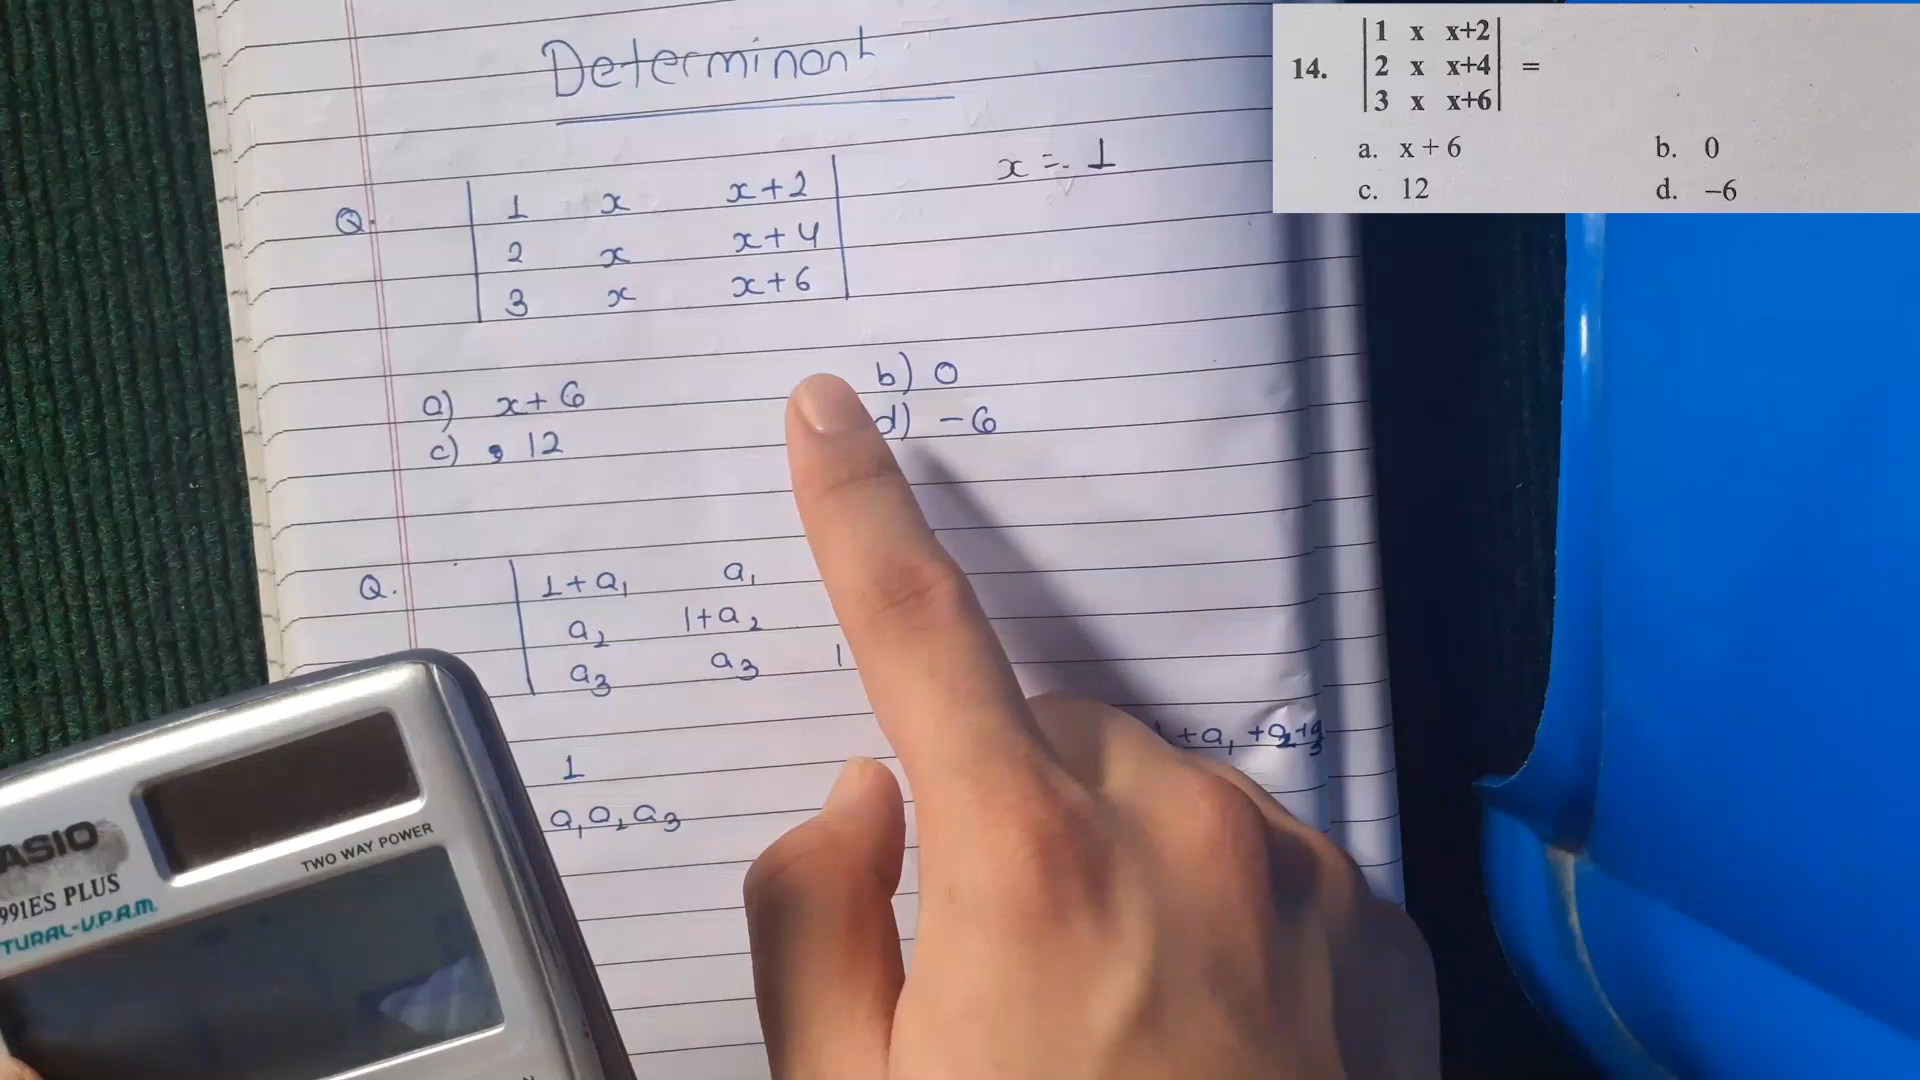 Determinant
14. |1 x x+2|
|2 x x+4| =
|3 x x+6|
a. x + 6 b. 0
c. 12 d. −6
x = 1
Q. | 1 x x+2 |
2 x x+4
3 x x+6
a) x+6 b) 0
c) 12 d) -6
Q. 1+a₁ a₁
a₂ 1+a₂
a₃ a₃ 1
+a₁ +a₂+a₃
1
a₁a₂a₃
ASIO
TWO WAY POWER
991ES PLUS
TURAL-V.P.A.M.